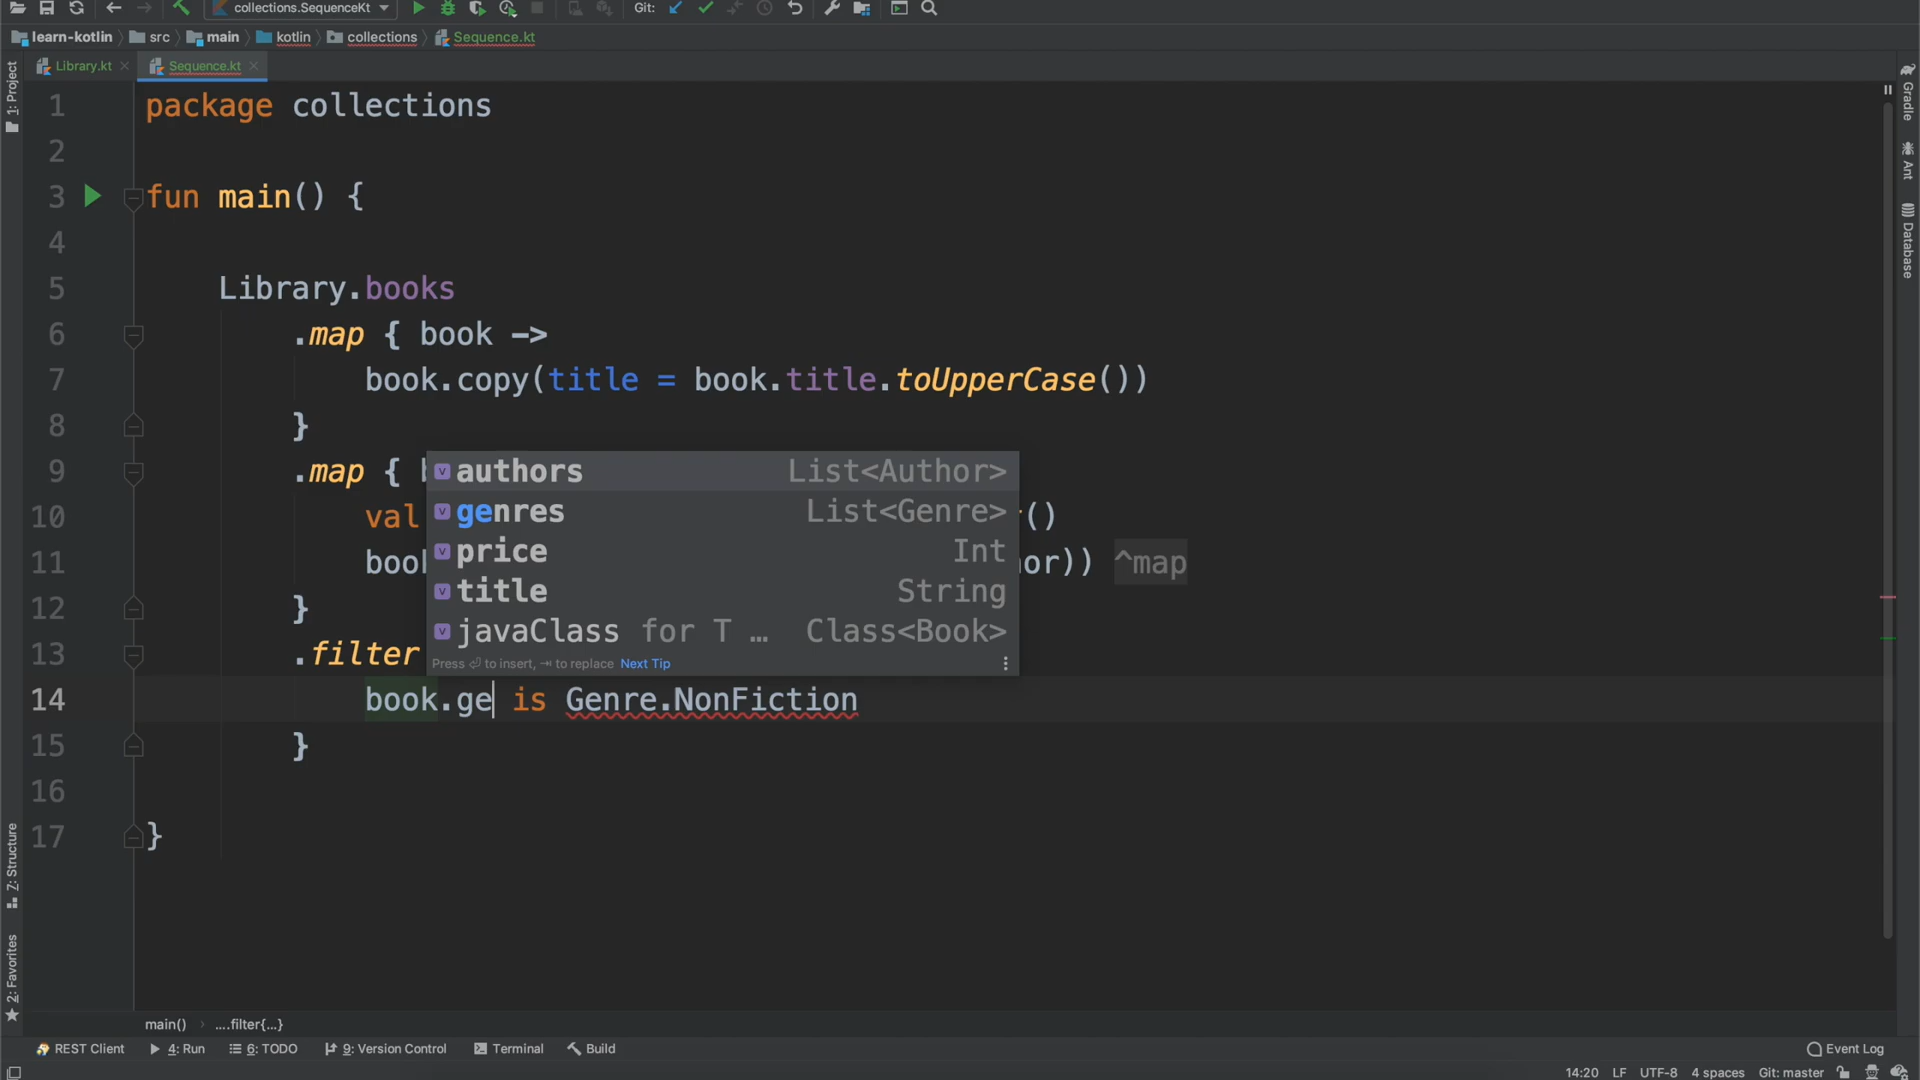 collections.SequenceKt
Git:
learn-kotlin src main kotlin collections Sequence.kt
Library.kt Sequence.kt
1: Project
Z: Structure
2: Favorites
Gradle
Ant
Database
1 package collections
2
3 fun main() {
4
5 Library.books
6 .map { book ->
7 book.copy(title = book.title.toUpperCase())
8 }
9 .map {
10 val ()
11 )) ^map
12 }
13 .filter
14 book.ge is Genre.NonFiction
15 }
16
17 }
v authors List<Author>
v genres List<Genre>
v price Int
v title String
v javaClass for T … Class<Book>
Press ⏎ to insert, ⇥ to replace Next Tip
main() ....filter{...}
REST Client 4: Run 6: TODO 9: Version Control Terminal Build Event Log
14:20 LF UTF-8 4 spaces Git: master